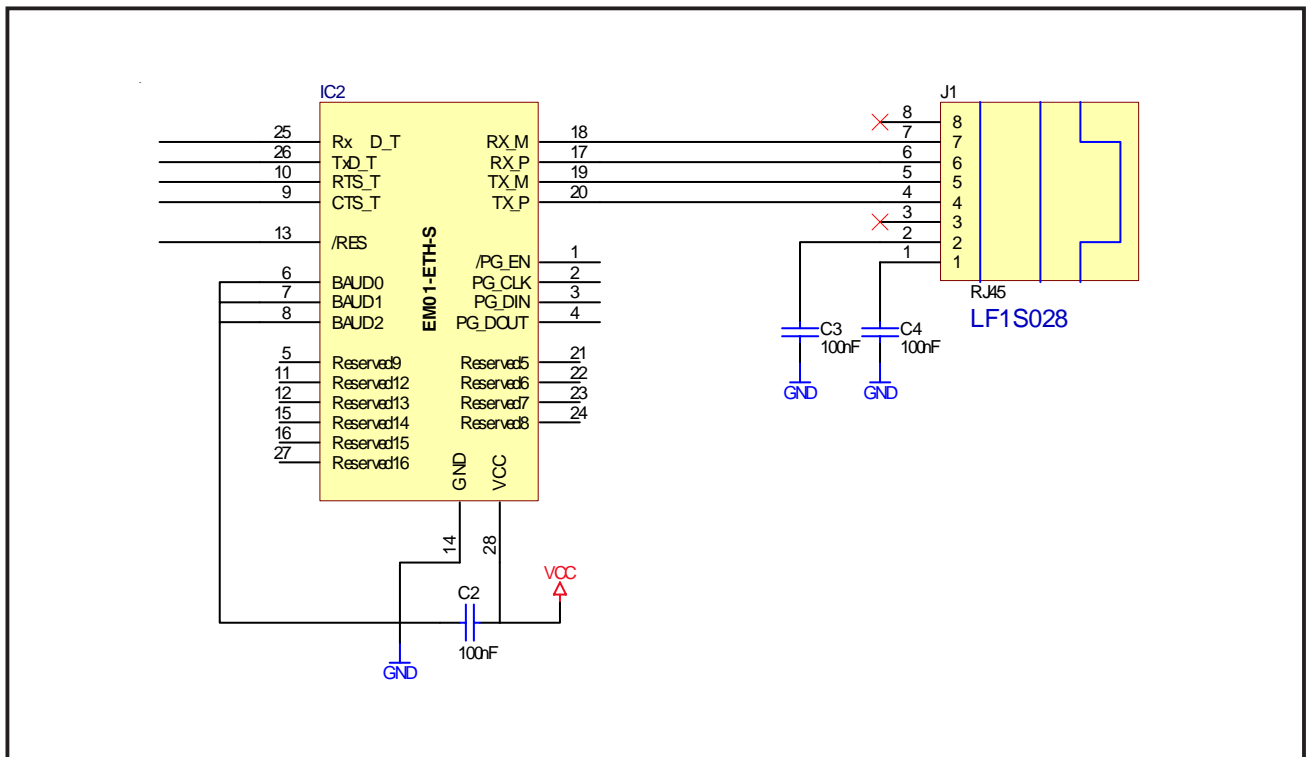 IC2
J1
25 Rx D_T RX_M 18 7 7
8 8
26 TxD_T RX_P 17 6 6
10 RTS_T TX_M 19 5 5
9 CTS_T TX_P 20 4 4
3 3
13 /RES 2 2
/PG_EN 1 1 1
6 BAUD0 PG_CLK 2
7 BAUD1 PG_DIN 3
8 BAUD2 PG_DOUT 4
EM01-ETH-S
RJ45
LF1S028
C3
100nF
C4
100nF
GND
GND
5 Reserved9 Reserved5 21
11 Reserved12 Reserved6 22
12 Reserved13 Reserved7 23
15 Reserved14 Reserved8 24
16 Reserved15
27 Reserved16
GND
VCC
14
28
VCC
C2
100nF
GND